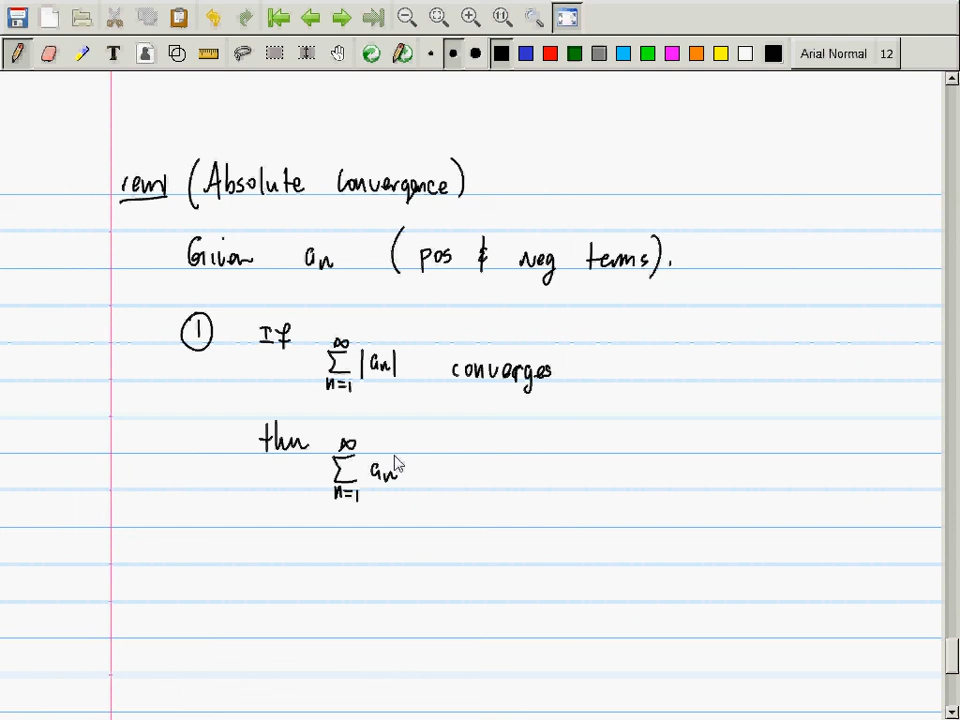 Arial Normal 12
rem (Absolute Convergence)
Given aₙ (pos & neg terms).
① If ∑ₙ₌₁^∞ |aₙ| converges
then ∑ₙ₌₁^∞ aₙ